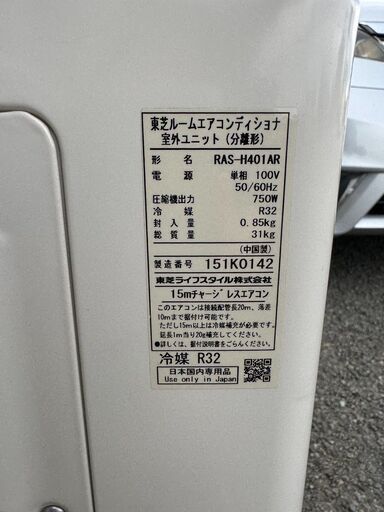 東芝ルームエアコンディショナ
室外ユニット(分離形)
形 名 RAS-H401AR
電 源 単相 100V
50/60Hz
圧縮機出力 750W
冷 媒 R32
封 入 量 0.85kg
総 質 量 31kg
(中国製)
製造番号 151K0142
東芝ライフスタイル株式会社
15mチャージレスエアコン
このエアコンは接続配管長20m、落差
10mまで据付け可能です。
ただし15m以上は冷媒補充が必要です。
延長1m当り20g補充してください。
(詳しくは、据付説明書をごらんください。)
冷媒 R32
日本国内専用品
Use only in Japan